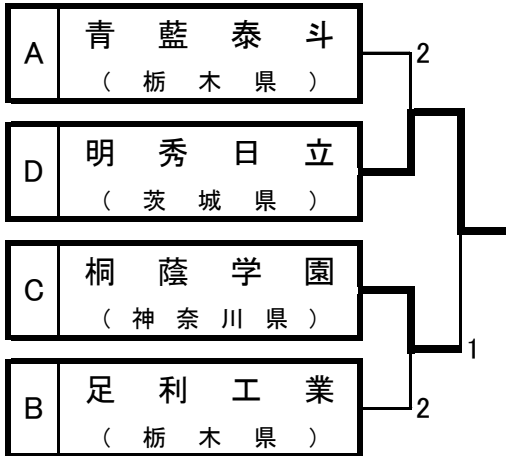 A 青藍泰斗 2
(栃木県)
D 明秀日立
(茨城県)
C 桐蔭学園
(神奈川県) 1
B 足利工業 2
(栃木県)